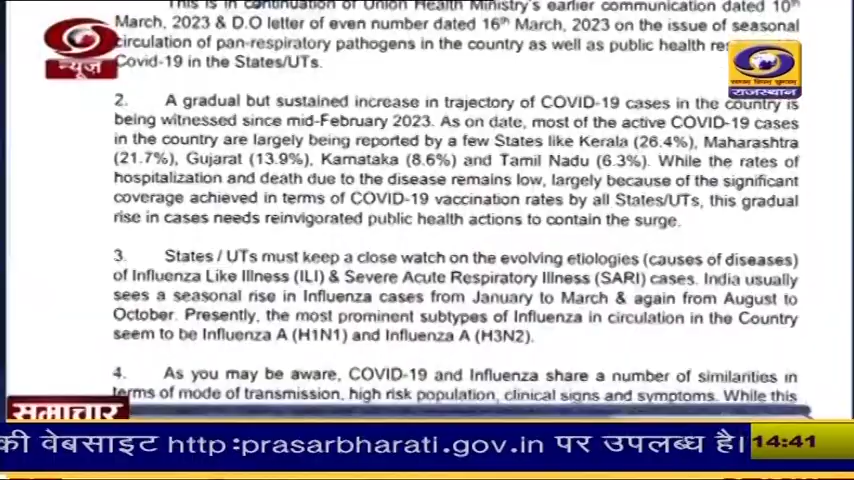 This is in continuation of Union Health Ministry's earlier communication dated 10th
March, 2023 & D.O letter of even number dated 16th March, 2023 on the issue of seasonal
circulation of pan-respiratory pathogens in the country as well as public health
Covid-19 in the States/UTs.
न्यूज़
राजस्थान
2. A gradual but sustained increase in trajectory of COVID-19 cases in the country is
being witnessed since mid-February 2023. As on date, most of the active COVID-19 cases
in the country are largely being reported by a few States like Kerala (26.4%), Maharashtra
(21.7%), Gujarat (13.9%), Karnataka (8.6%) and Tamil Nadu (6.3%). While the rates of
hospitalization and death due to the disease remains low, largely because of the significant
coverage achieved in terms of COVID-19 vaccination rates by all States/UTs, this gradual
rise in cases needs reinvigorated public health actions to contain the surge.
3. States / UTs must keep a close watch on the evolving etiologies (causes of diseases)
of Influenza Like Illness (ILI) & Severe Acute Respiratory Illness (SARI) cases. India usually
sees a seasonal rise in Influenza cases from January to March & again from August to
October. Presently, the most prominent subtypes of Influenza in circulation in the Country
seem to be Influenza A (H1N1) and Influenza A (H3N2).
4. As you may be aware, COVID-19 and Influenza share a number of similarities in
terms of mode of transmission, high risk population, clinical signs and symptoms. While this
समाचार
की वेबसाइट http:prasarbharati.gov.in पर उपलब्ध है।
14:41